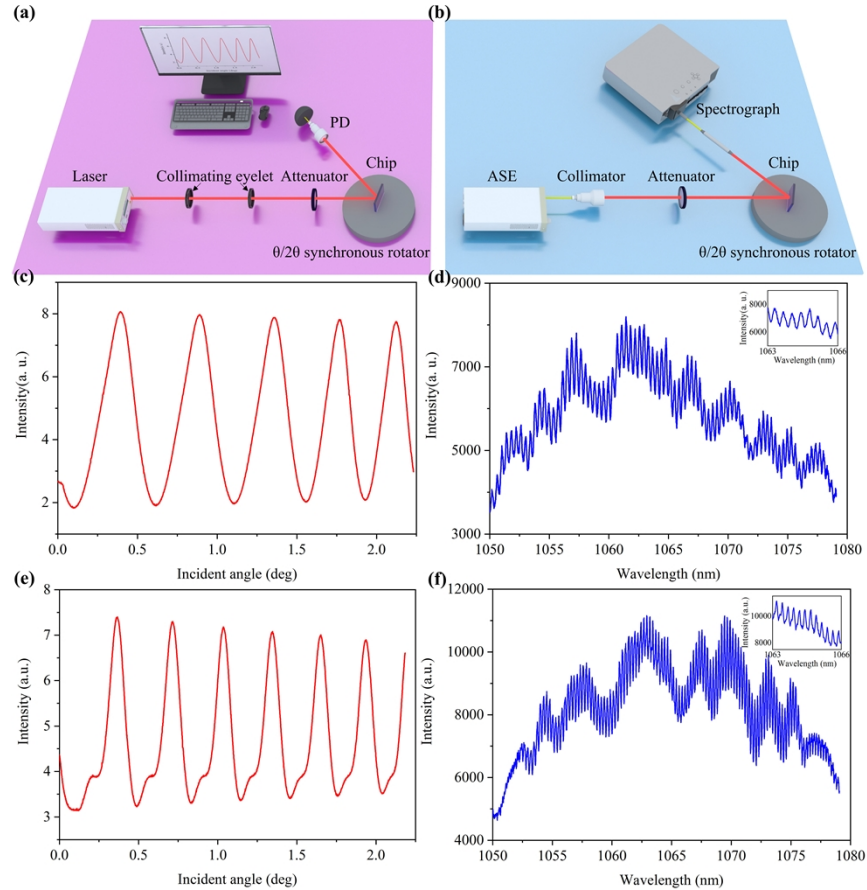 (a)
PD
Chip
Laser
Collimating eyelet
Attenuator
θ/2θ synchronous rotator
(b)
Spectrograph
Chip
ASE
Collimator
Attenuator
θ/2θ synchronous rotator
(c)
8
6
4
2
Intensity(a. u.)
0.0 0.5 1.0 1.5 2.0
Incident angle (deg)
(d)
9000
7000
5000
3000
Intensity(a. u.)
1050 1055 1060 1065 1070 1075 1080
Wavelength (nm)
8000
6000
Intensity(a. u.)
1063 1066
Wavelength (nm)
(e)
8
7
6
5
4
3
Intensity (a.u.)
0.0 0.5 1.0 1.5 2.0
Incident angle (deg)
(f)
12000
10000
8000
6000
4000
Intensity (a.u.)
1050 1055 1060 1065 1070 1075 1080
Wavelength (nm)
10000
8000
Intensity (a.u.)
1063 1066
Wavelength (nm)